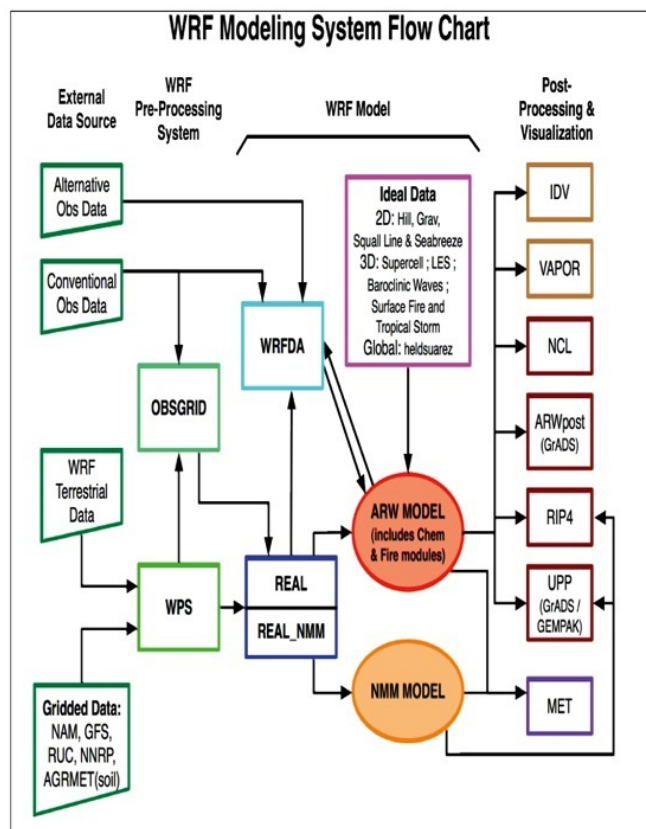 WRF Modeling System Flow Chart
External
Data Source
WRF
Pre-Processing
System
WRF Model
Post-
Processing &
Visualization
Alternative
Obs Data
Conventional
Obs Data
WRF
Terrestrial
Data
Gridded Data:
NAM, GFS,
RUC, NNRP,
AGRMET(soil)
OBSGRID
WPS
WRFDA
REAL
REAL_NMM
Ideal Data
2D: Hill, Grav,
Squall Line & Seabreeze
3D: Supercell ; LES ;
Baroclinic Waves ;
Surface Fire and
Tropical Storm
Global: heldsuarez
ARW MODEL
(includes Chem
& Fire modules)
NMM MODEL
IDV
VAPOR
NCL
ARWpost
(GrADS)
RIP4
UPP
(GrADS /
GEMPAK)
MET